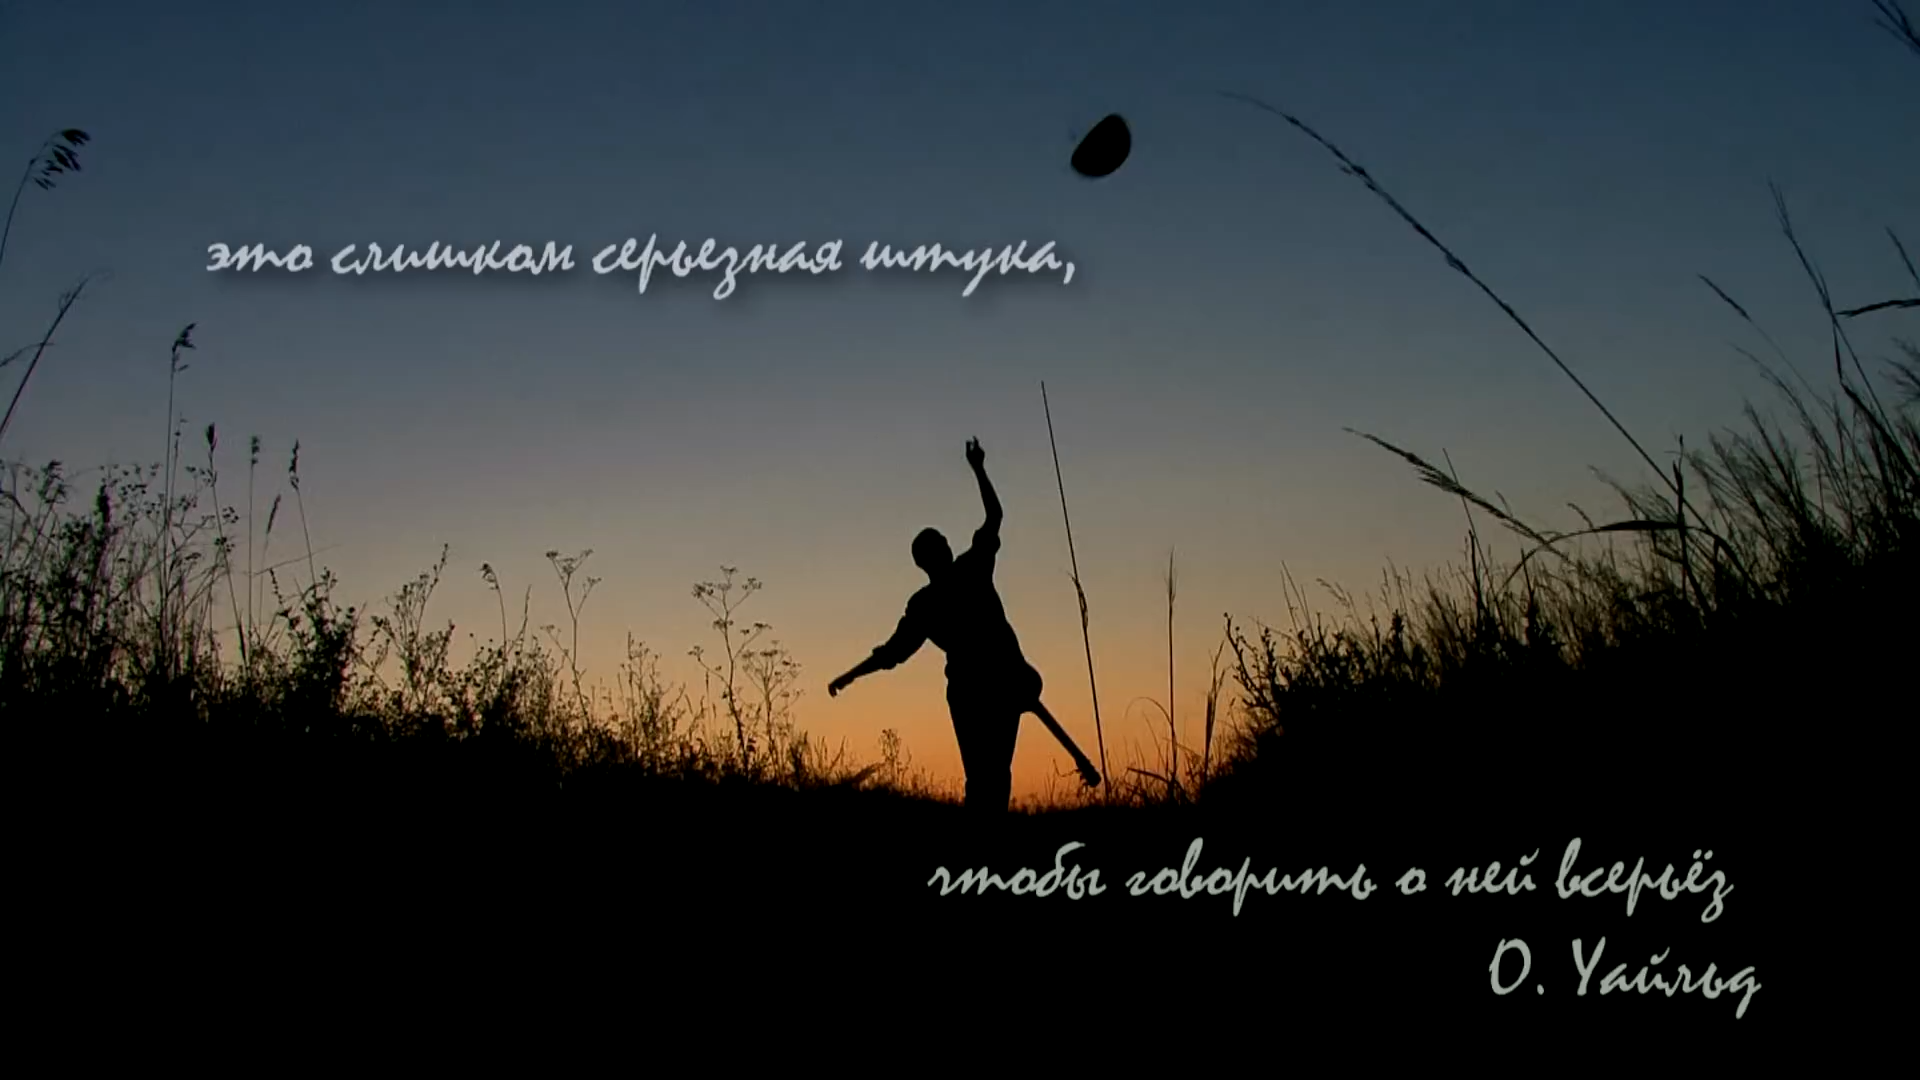 это слишком серьезная штука,
чтобы говорить о ней всерьёз
О. Уайльд